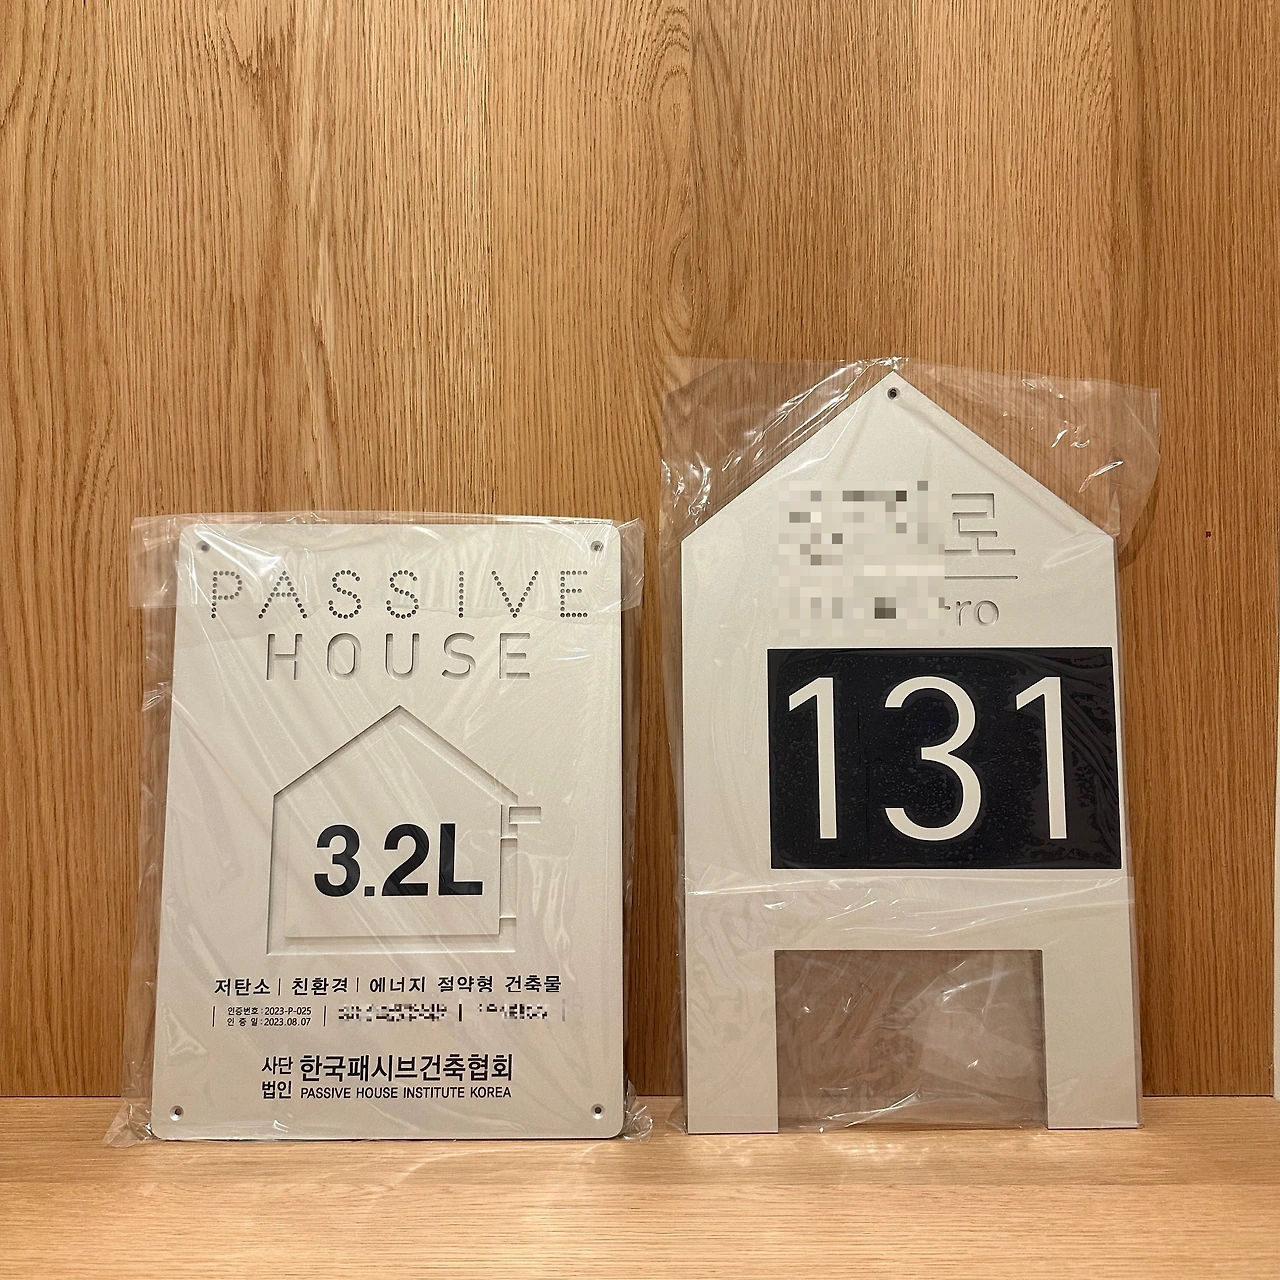 PASSIVE
HOUSE
3.2L
저탄소 | 친환경 | 에너지 절약형 건축물
인증번호 : 2023-P-025
인 증 일 : 2023.08.07
사단
법인
한국패시브건축협회
PASSIVE HOUSE INSTITUTE KOREA
로
-ro
131